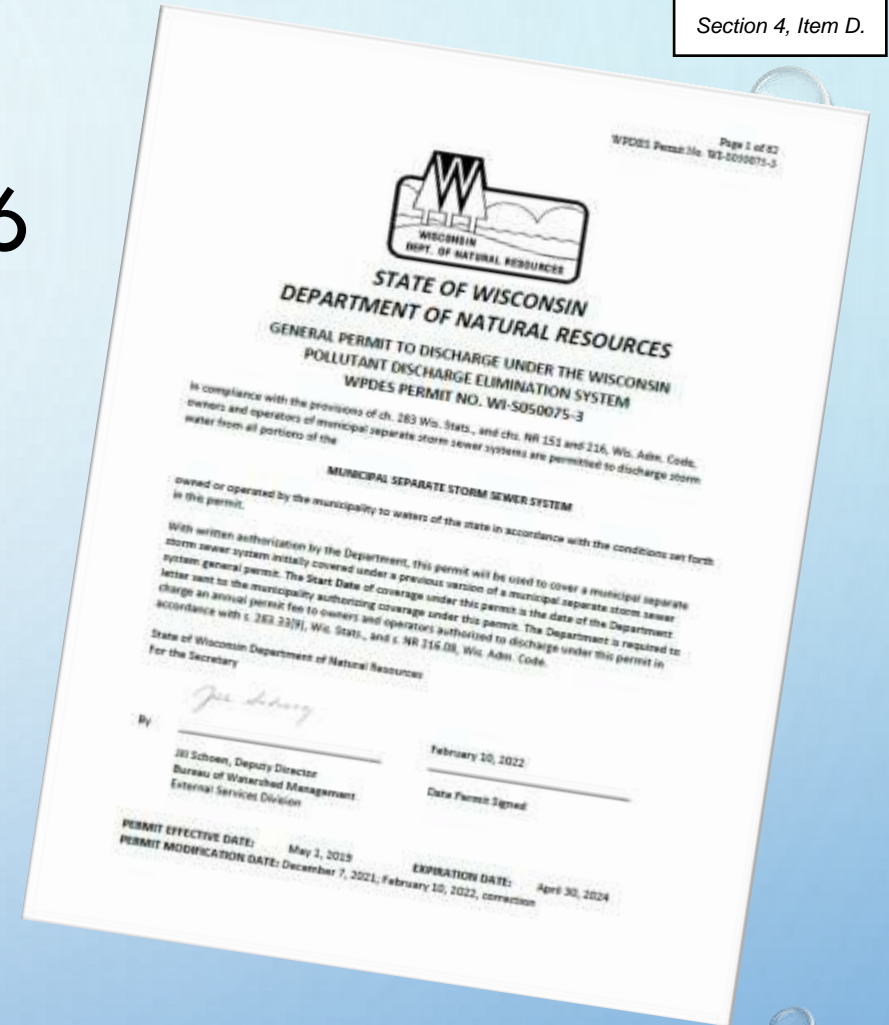 Section 4, Item D.
6
Page 1 of 82
WPDES Permit No. WI-S050075-3
W
WISCONSIN
DEPT. OF NATURAL RESOURCES
STATE OF WISCONSIN
DEPARTMENT OF NATURAL RESOURCES
GENERAL PERMIT TO DISCHARGE UNDER THE WISCONSIN
POLLUTANT DISCHARGE ELIMINATION SYSTEM
WPDES PERMIT NO. WI-S050075-3
In compliance with the provisions of ch. 283 Wis. Stats., and chs. NR 151 and 216, Wis. Adm. Code,
owners and operators of municipal separate storm sewer systems are permitted to discharge storm
water from all portions of the
MUNICIPAL SEPARATE STORM SEWER SYSTEM
owned or operated by the municipality to waters of the state in accordance with the conditions set forth
in this permit.
With written authorization by the Department, this permit will be used to cover a municipal separate
storm sewer system initially covered under a previous version of a municipal separate storm sewer
system general permit. The Start Date of coverage under this permit is the date of the Department
letter sent to the municipality authorizing coverage under this permit. The Department is required to
charge an annual permit fee to owners and operators authorized to discharge under this permit in
accordance with s. 283.33(9), Wis. Stats., and s. NR 216.08, Wis. Adm. Code.
State of Wisconsin Department of Natural Resources
For the Secretary
By
February 10, 2022
Jill Schoen, Deputy Director
Bureau of Watershed Management
External Services Division
Date Permit Signed
PERMIT EFFECTIVE DATE: May 1, 2019 EXPIRATION DATE: April 30, 2024
PERMIT MODIFICATION DATE: December 7, 2021; February 10, 2022, correction